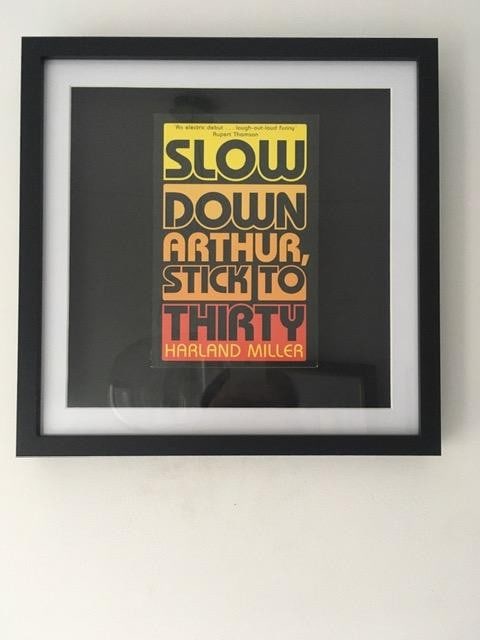 'An electric debut . . . laugh-out-loud funny'
Rupert Thomson
SLOW
DOWN
ARTHUR,
STICK TO
THIRTY
HARLAND MILLER